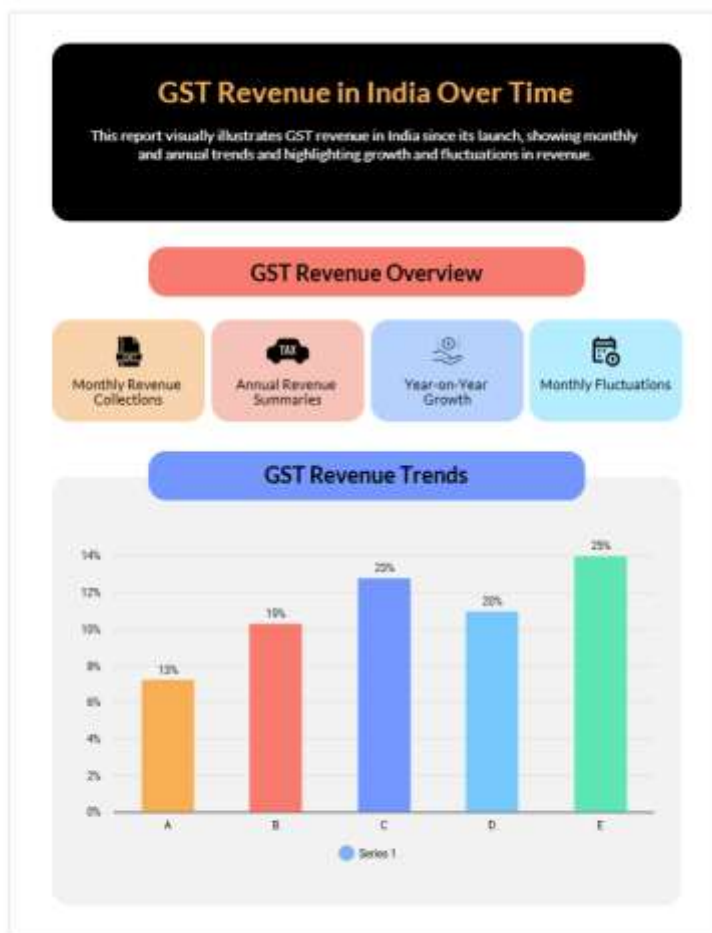 GST Revenue in India Over Time
This report visually illustrates GST revenue in India since its launch, showing monthly
and annual trends and highlighting growth and fluctuations in revenue.
GST Revenue Overview
TAX
Monthly Revenue
Collections
Annual Revenue
Summaries
Year-on-Year
Growth
Monthly Fluctuations
GST Revenue Trends
14%
12%
10%
8%
6%
4%
2%
0%
13%
19%
20%
25%
A
B
C
D
E
Series 1